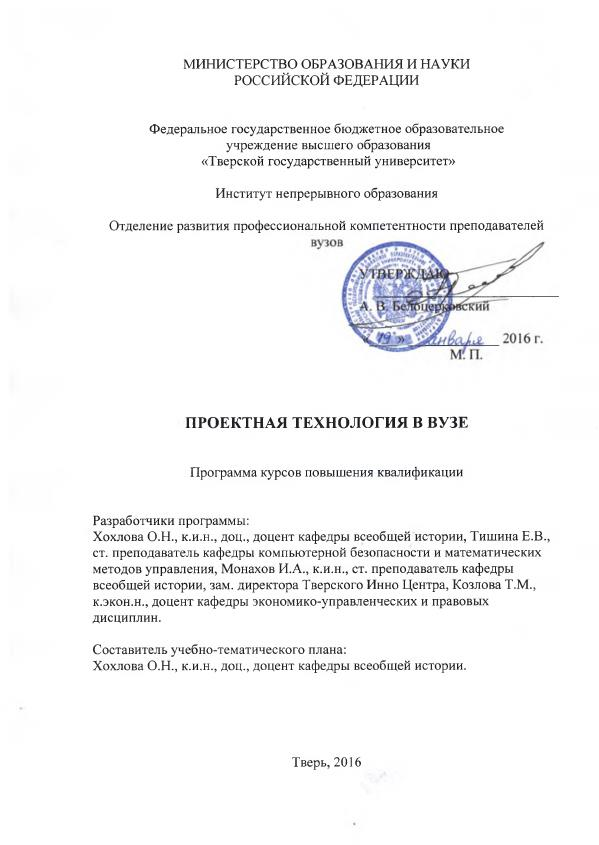 МИНИСТЕРСТВО ОБРАЗОВАНИЯ И НАУКИ
РОССИЙСКОЙ ФЕДЕРАЦИИ
Федеральное государственное бюджетное образовательное
учреждение высшего образования
«Тверской государственный университет»
Институт непрерывного образования
Отделение развития профессиональной компетентности преподавателей
вузов
УТВЕРЖДАЮ
А. В. Белоцерковский
« 19 » января 2016 г.
М. П.
ПРОЕКТНАЯ ТЕХНОЛОГИЯ В ВУЗЕ
Программа курсов повышения квалификации
Разработчики программы:
Хохлова О.Н., к.и.н., доц., доцент кафедры всеобщей истории, Тишина Е.В.,
ст. преподаватель кафедры компьютерной безопасности и математических
методов управления, Монахов И.А., к.и.н., ст. преподаватель кафедры
всеобщей истории, зам. директора Тверского Инно Центра, Козлова Т.М.,
к.экон.н., доцент кафедры экономико-управленческих и правовых
дисциплин.
Составитель учебно-тематического плана:
Хохлова О.Н., к.и.н., доц., доцент кафедры всеобщей истории.
Тверь, 2016